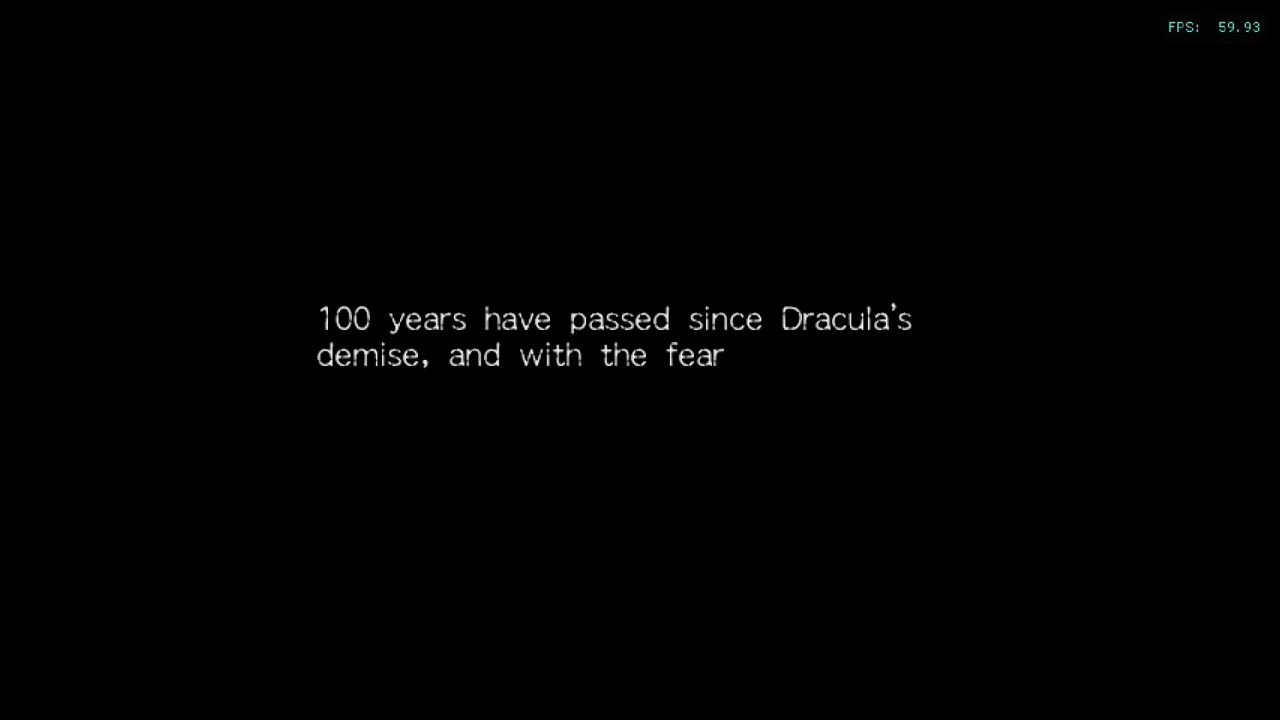 FPS: 59.93
100 years have passed since Dracula's
demise, and with the fear